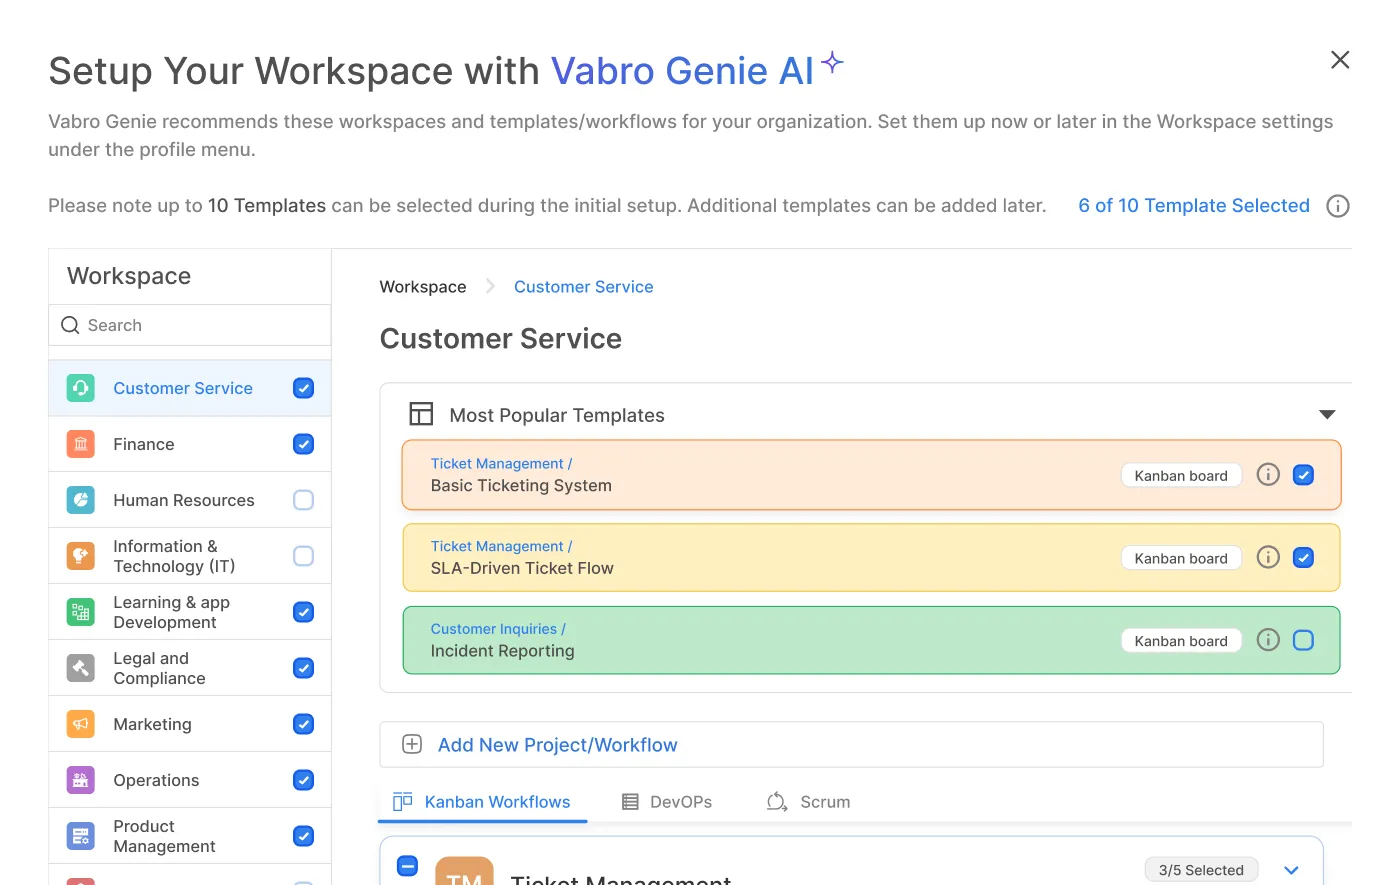 Setup Your Workspace with Vabro Genie AI
Vabro Genie recommends these workspaces and templates/workflows for your organization. Set them up now or later in the Workspace settings
under the profile menu.
Please note up to 10 Templates can be selected during the initial setup. Additional templates can be added later.
6 of 10 Template Selected
Workspace
Search
Customer Service
Finance
Human Resources
Information &
Technology (IT)
Learning & app
Development
Legal and
Compliance
Marketing
Operations
Product
Management
Workspace
Customer Service
Customer Service
Most Popular Templates
Ticket Management /
Basic Ticketing System
Kanban board
Ticket Management /
SLA-Driven Ticket Flow
Kanban board
Customer Inquiries /
Incident Reporting
Kanban board
Add New Project/Workflow
Kanban Workflows
DevOPs
Scrum
TM
Ticket Management
3/5 Selected